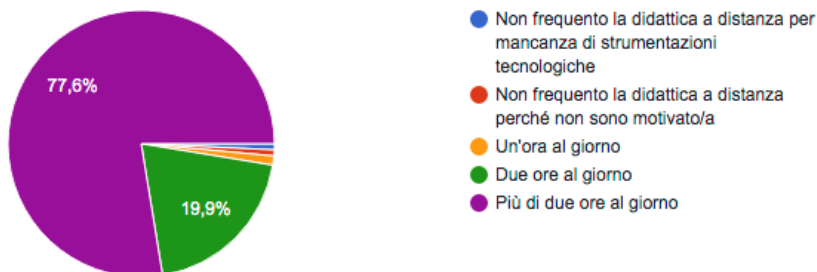 77,6%
19,9%
Non frequento la didattica a distanza per
mancanza di strumentazioni
tecnologiche
Non frequento la didattica a distanza
perché non sono motivato/a
Un'ora al giorno
Due ore al giorno
Più di due ore al giorno